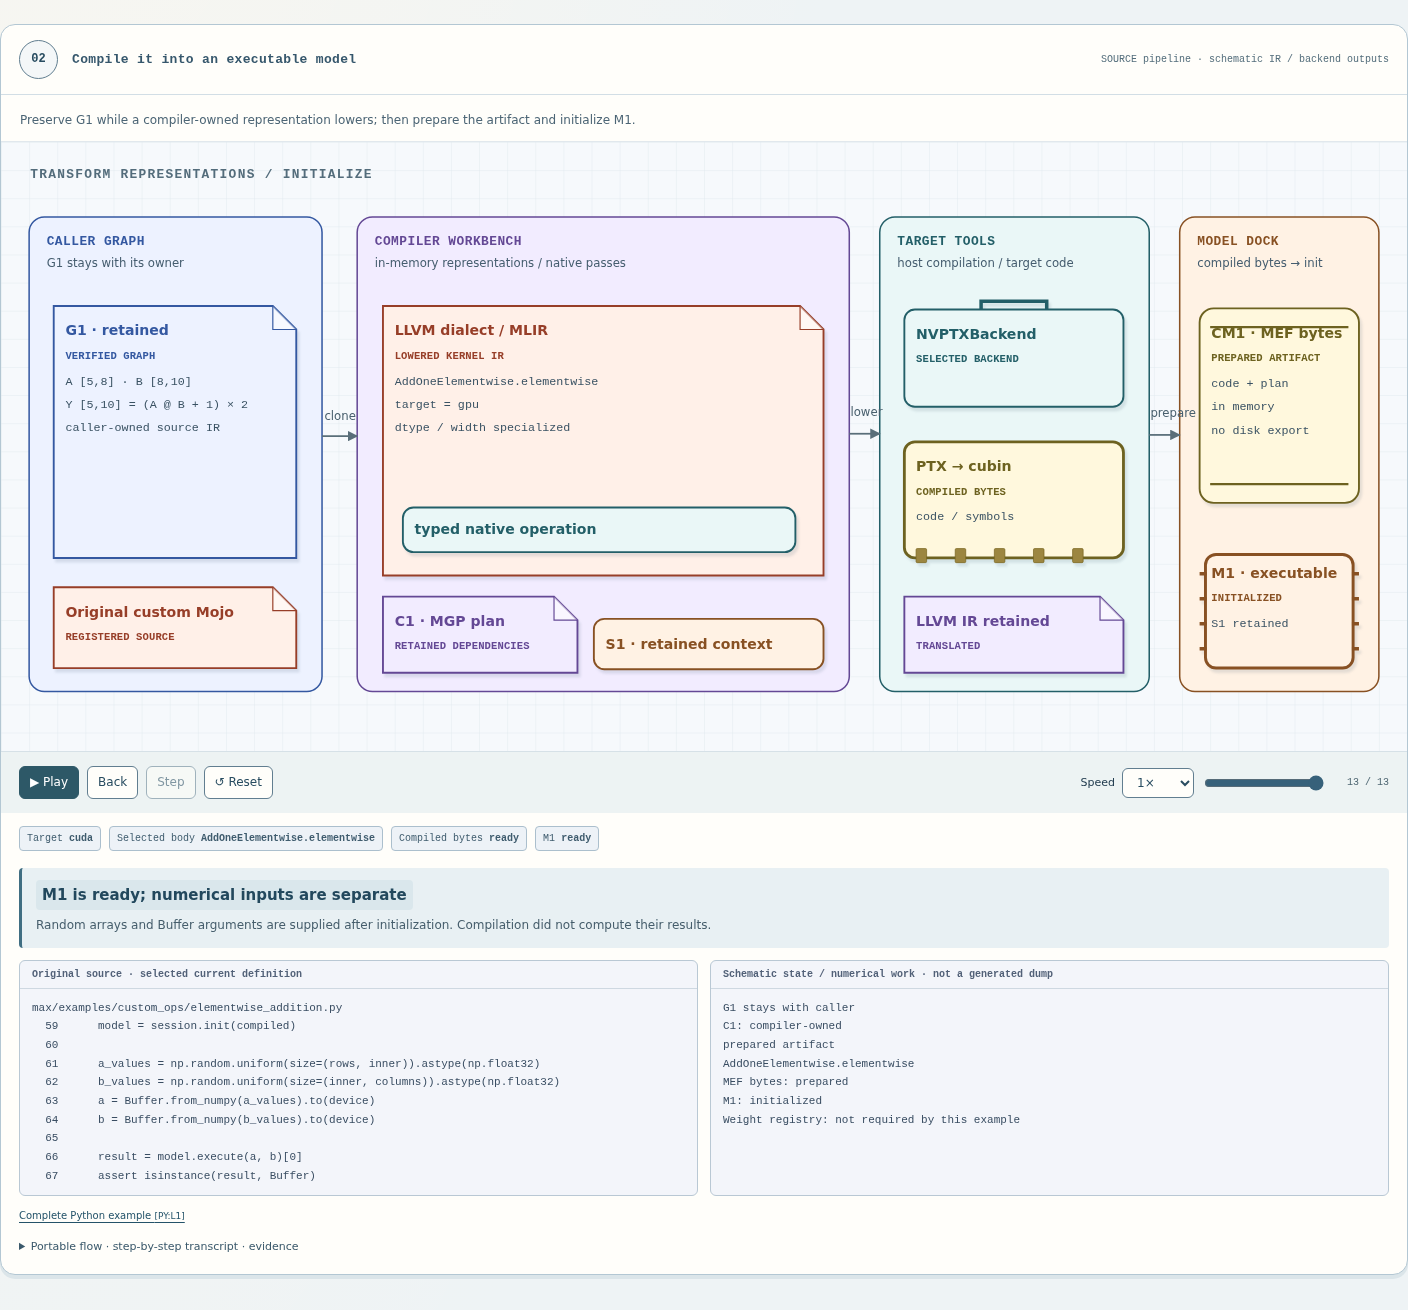 02
Compile it into an executable model
SOURCE pipeline · schematic IR / backend outputs
Preserve G1 while a compiler-owned representation lowers; then prepare the artifact and initialize M1.
TRANSFORM REPRESENTATIONS / INITIALIZE
CALLER GRAPH
G1 stays with its owner
G1 · retained
VERIFIED GRAPH
A [5,8] · B [8,10]
Y [5,10] = (A @ B + 1) × 2
caller-owned source IR
Original custom Mojo
REGISTERED SOURCE
clone
COMPILER WORKBENCH
in-memory representations / native passes
LLVM dialect / MLIR
LOWERED KERNEL IR
AddOneElementwise.elementwise
target = gpu
dtype / width specialized
typed native operation
C1 · MGP plan
RETAINED DEPENDENCIES
S1 · retained context
lower
TARGET TOOLS
host compilation / target code
NVPTXBackend
SELECTED BACKEND
PTX → cubin
COMPILED BYTES
code / symbols
LLVM IR retained
TRANSLATED
prepare
MODEL DOCK
compiled bytes → init
CM1 · MEF bytes
PREPARED ARTIFACT
code + plan
in memory
no disk export
M1 · executable
INITIALIZED
S1 retained
▶ Play
Back
Step
↺ Reset
Speed
1×
13 / 13
Target cuda
Selected body AddOneElementwise.elementwise
Compiled bytes ready
M1 ready
M1 is ready; numerical inputs are separate
Random arrays and Buffer arguments are supplied after initialization. Compilation did not compute their results.
Original source · selected current definition
max/examples/custom_ops/elementwise_addition.py
59      model = session.init(compiled)
60
61      a_values = np.random.uniform(size=(rows, inner)).astype(np.float32)
62      b_values = np.random.uniform(size=(inner, columns)).astype(np.float32)
63      a = Buffer.from_numpy(a_values).to(device)
64      b = Buffer.from_numpy(b_values).to(device)
65
66      result = model.execute(a, b)[0]
67      assert isinstance(result, Buffer)
Schematic state / numerical work · not a generated dump
G1 stays with caller
C1: compiler-owned
prepared artifact
AddOneElementwise.elementwise
MEF bytes: prepared
M1: initialized
Weight registry: not required by this example
Complete Python example [PY:L1]
▶ Portable flow · step-by-step transcript · evidence